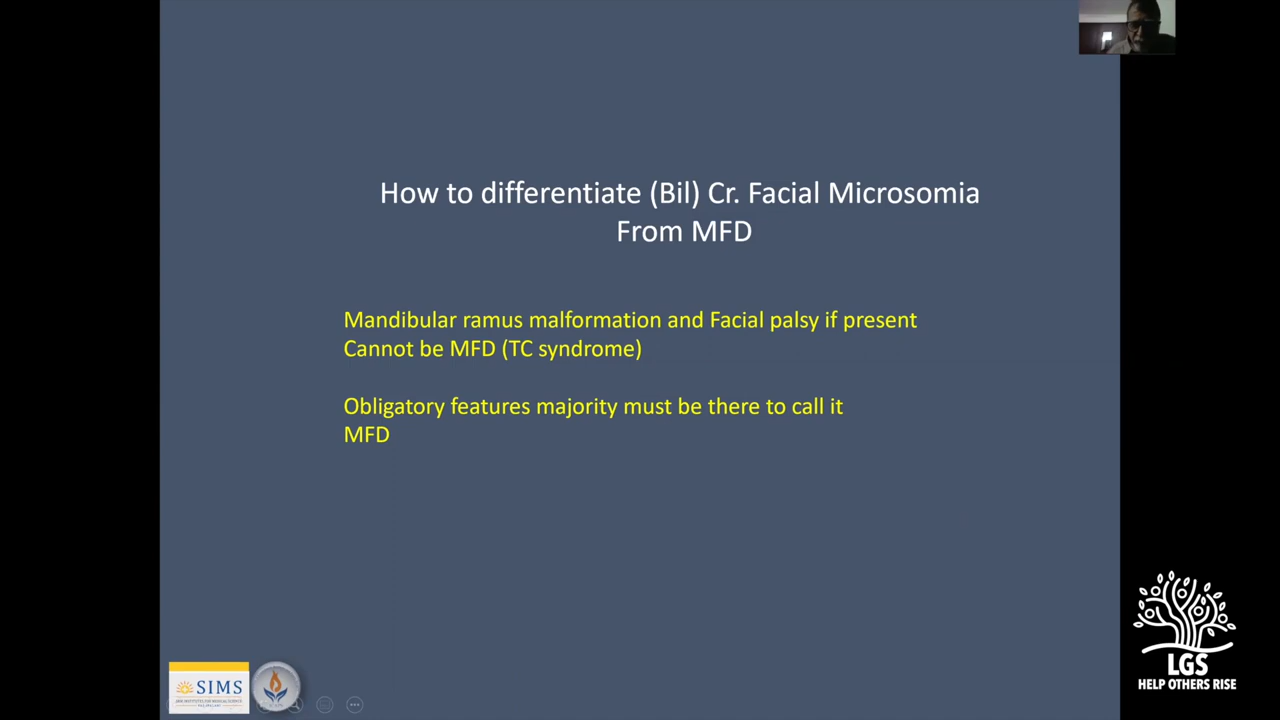 How to differentiate (Bil) Cr. Facial Microsomia
From MFD
Mandibular ramus malformation and Facial palsy if present
Cannot be MFD (TC syndrome)
Obligatory features majority must be there to call it
MFD
SIMS
LGS
HELP OTHERS RISE